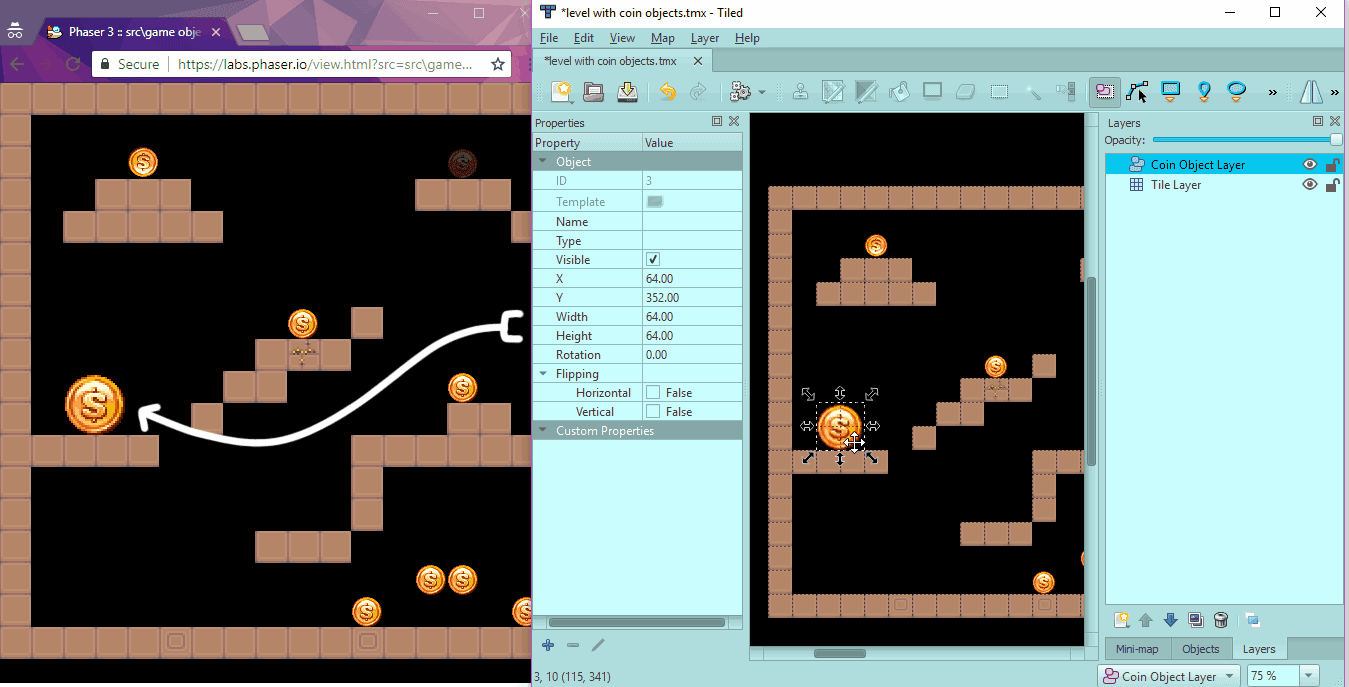 Phaser 3 :: src\game obje
Secure
https://labs.phaser.io/view.html?src=src\game...
*level with coin objects.tmx - Tiled
File Edit View Map Layer Help
*level with coin objects.tmx
Properties
Property Value
Object
ID 3
Template
Name
Type
Visible
X 64.00
Y 352.00
Width 64.00
Height 64.00
Rotation 0.00
Flipping
Horizontal False
Vertical False
Custom Properties
3, 10 (115, 341)
Layers
Opacity:
Coin Object Layer
Tile Layer
Mini-map Objects Layers
Coin Object Layer 75 %